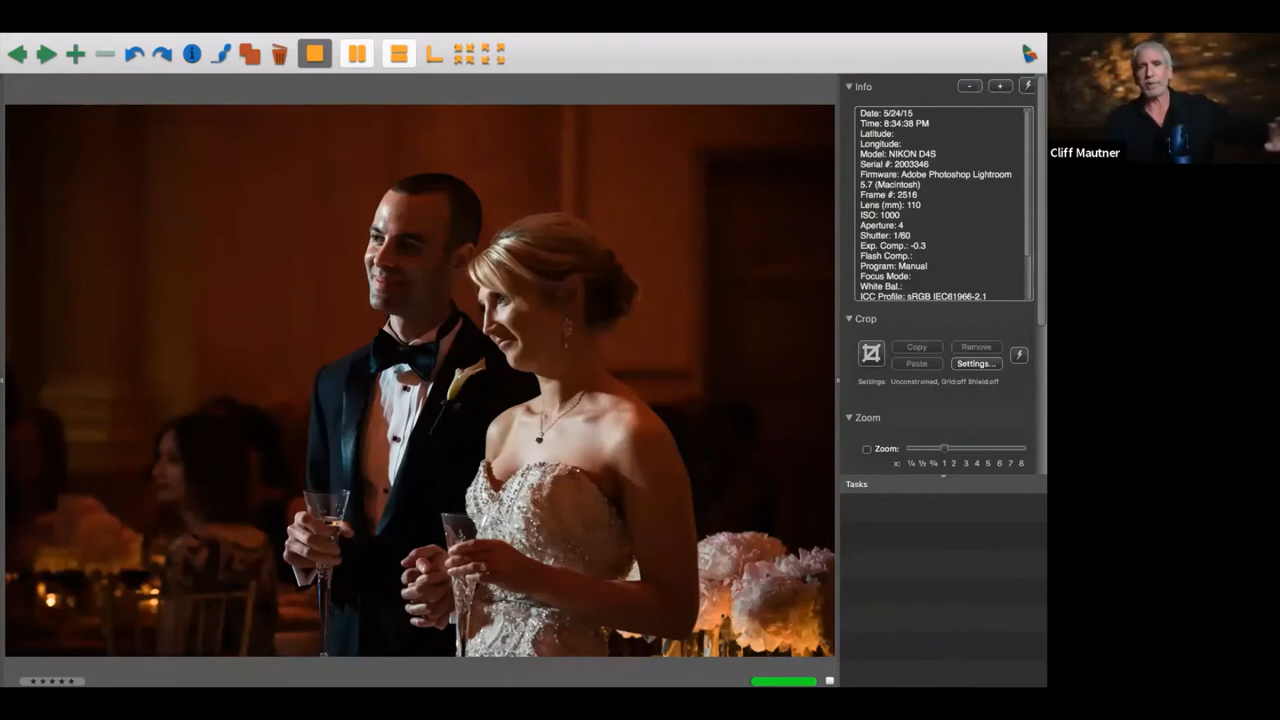 Info
-
+
Date: 5/24/15
Time: 8:34:38 PM
Latitude:
Longitude:
Model: NIKON D4S
Serial #: 2003346
Firmware: Adobe Photoshop Lightroom
5.7 (Macintosh)
Frame #: 2516
Lens (mm): 110
ISO: 1000
Aperture: 4
Shutter: 1/60
Exp. Comp.: -0.3
Flash Comp.:
Program: Manual
Focus Mode:
White Bal.:
ICC Profile: sRGB IEC61966-2.1
Crop
Copy Remove
Paste Settings...
Settings: Unconstrained, Grid:off Shield:off
Zoom
Zoom:
x: ¼ ½ ¾ 1 2 3 4 5 6 7 8
Tasks
Cliff Mautner